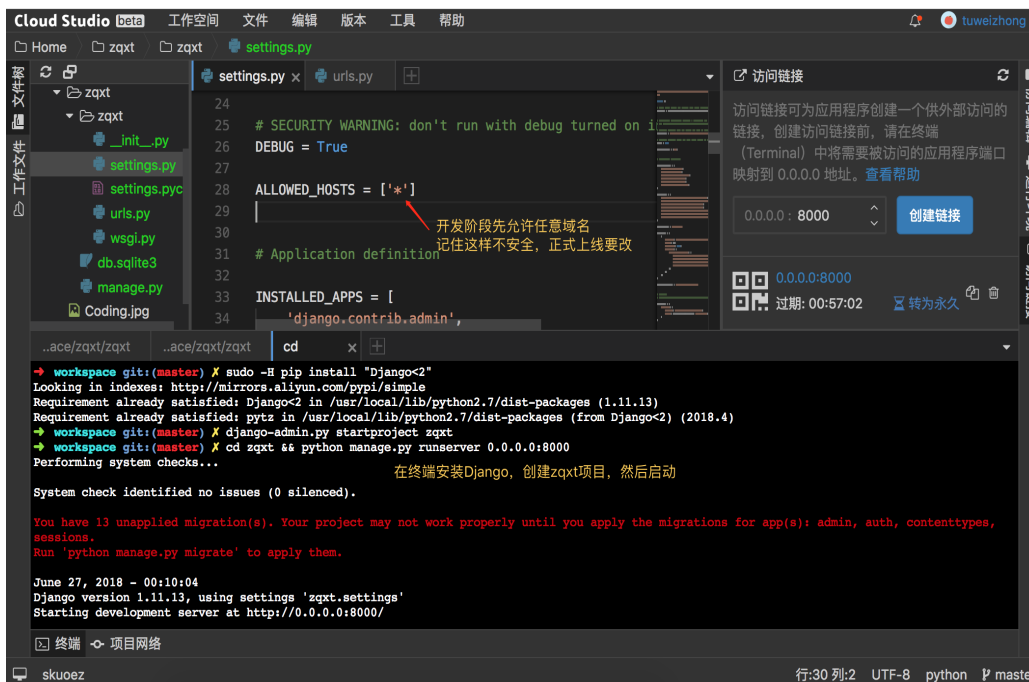 Cloud Studio beta 工作空间 文件 编辑 版本 工具 帮助 tuweizhong
Home zqxt zqxt settings.py
文件树
工作文件
zqxt
zqxt
__init__.py
settings.py
settings.pyc
urls.py
wsgi.py
db.sqlite3
manage.py
Coding.jpg
settings.py × urls.py
24
25 # SECURITY WARNING: don't run with debug turned on i
26 DEBUG = True
27
28 ALLOWED_HOSTS = ['*']
29
30
31 # Application definition
32
33 INSTALLED_APPS = [
34 'django.contrib.admin',
开发阶段先允许任意域名
记住这样不安全，正式上线要改
访问链接
访问链接可为应用程序创建一个供外部访问的
链接，创建访问链接前，请在终端
（Terminal）中将需要被访问的应用程序端口
映射到 0.0.0.0 地址。查看帮助
0.0.0.0 : 8000 创建链接
0.0.0.0:8000
过期: 00:57:02 转为永久
..ace/zqxt/zqxt ..ace/zqxt/zqxt cd ×
➜ workspace git:(master) ✗ sudo -H pip install "Django<2"
Looking in indexes: http://mirrors.aliyun.com/pypi/simple
Requirement already satisfied: Django<2 in /usr/local/lib/python2.7/dist-packages (1.11.13)
Requirement already satisfied: pytz in /usr/local/lib/python2.7/dist-packages (from Django<2) (2018.4)
➜ workspace git:(master) ✗ django-admin.py startproject zqxt
➜ workspace git:(master) ✗ cd zqxt && python manage.py runserver 0.0.0.0:8000
Performing system checks...
在终端安装Django，创建zqxt项目，然后启动
System check identified no issues (0 silenced).
You have 13 unapplied migration(s). Your project may not work properly until you apply the migrations for app(s): admin, auth, contenttypes,
sessions.
Run 'python manage.py migrate' to apply them.
June 27, 2018 - 00:10:04
Django version 1.11.13, using settings 'zqxt.settings'
Starting development server at http://0.0.0.0:8000/
终端 项目网络
skuoez 行:30 列:2 UTF-8 python maste